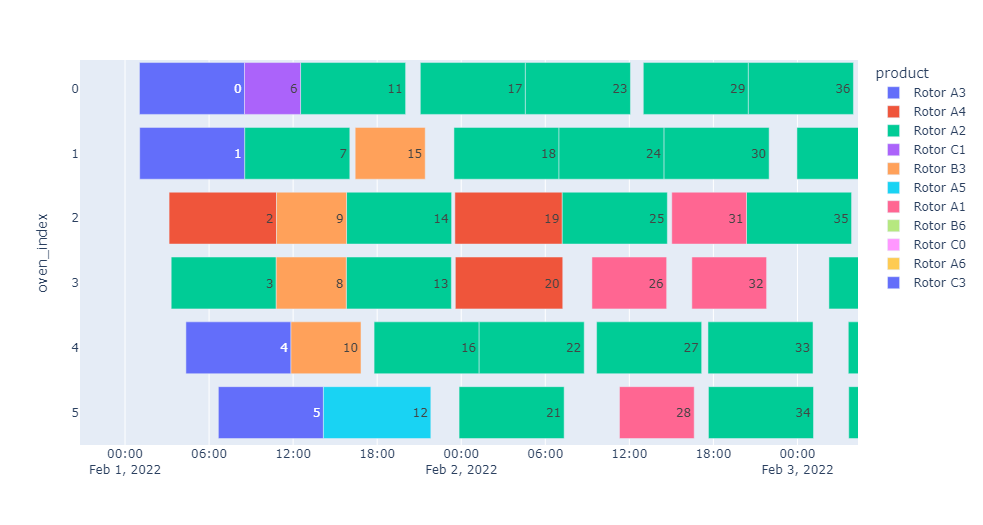 product
Rotor A3
Rotor A4
Rotor A2
Rotor C1
Rotor B3
Rotor A5
Rotor A1
Rotor B6
Rotor C0
Rotor A6
Rotor C3
oven_index
0 0 6 11 17 23 29 36
1 1 7 15 18 24 30
2 2 9 14 19 25 31 35
3 3 8 13 20 26 32
4 4 10 16 22 27 33
5 5 12 21 28 34
00:00 06:00 12:00 18:00 00:00 06:00 12:00 18:00 00:00
Feb 1, 2022 Feb 2, 2022 Feb 3, 2022